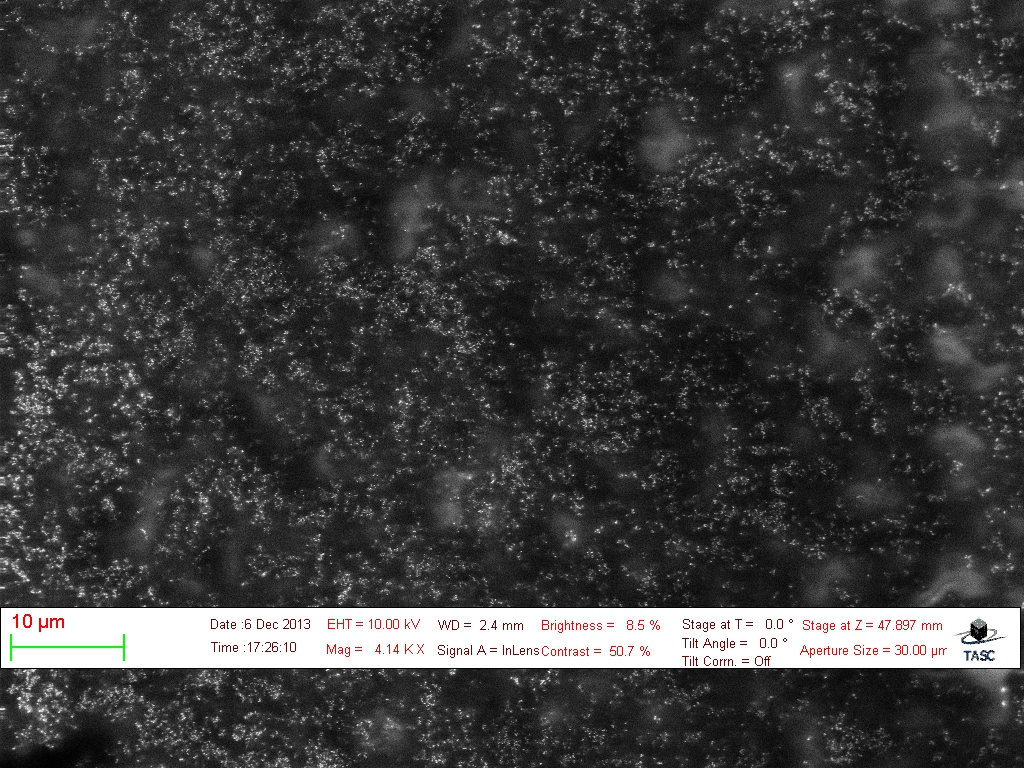 10 µm
Date :6 Dec 2013 EHT = 10.00 kV WD = 2.4 mm Brightness = 8.5 % Stage at T = 0.0 ° Stage at Z = 47.897 mm
Tilt Angle = 0.0 °
Time :17:26:10 Mag = 4.14 K X Signal A = InLens Contrast = 50.7 % Aperture Size = 30.00 µm
Tilt Corrn. = Off
TASC